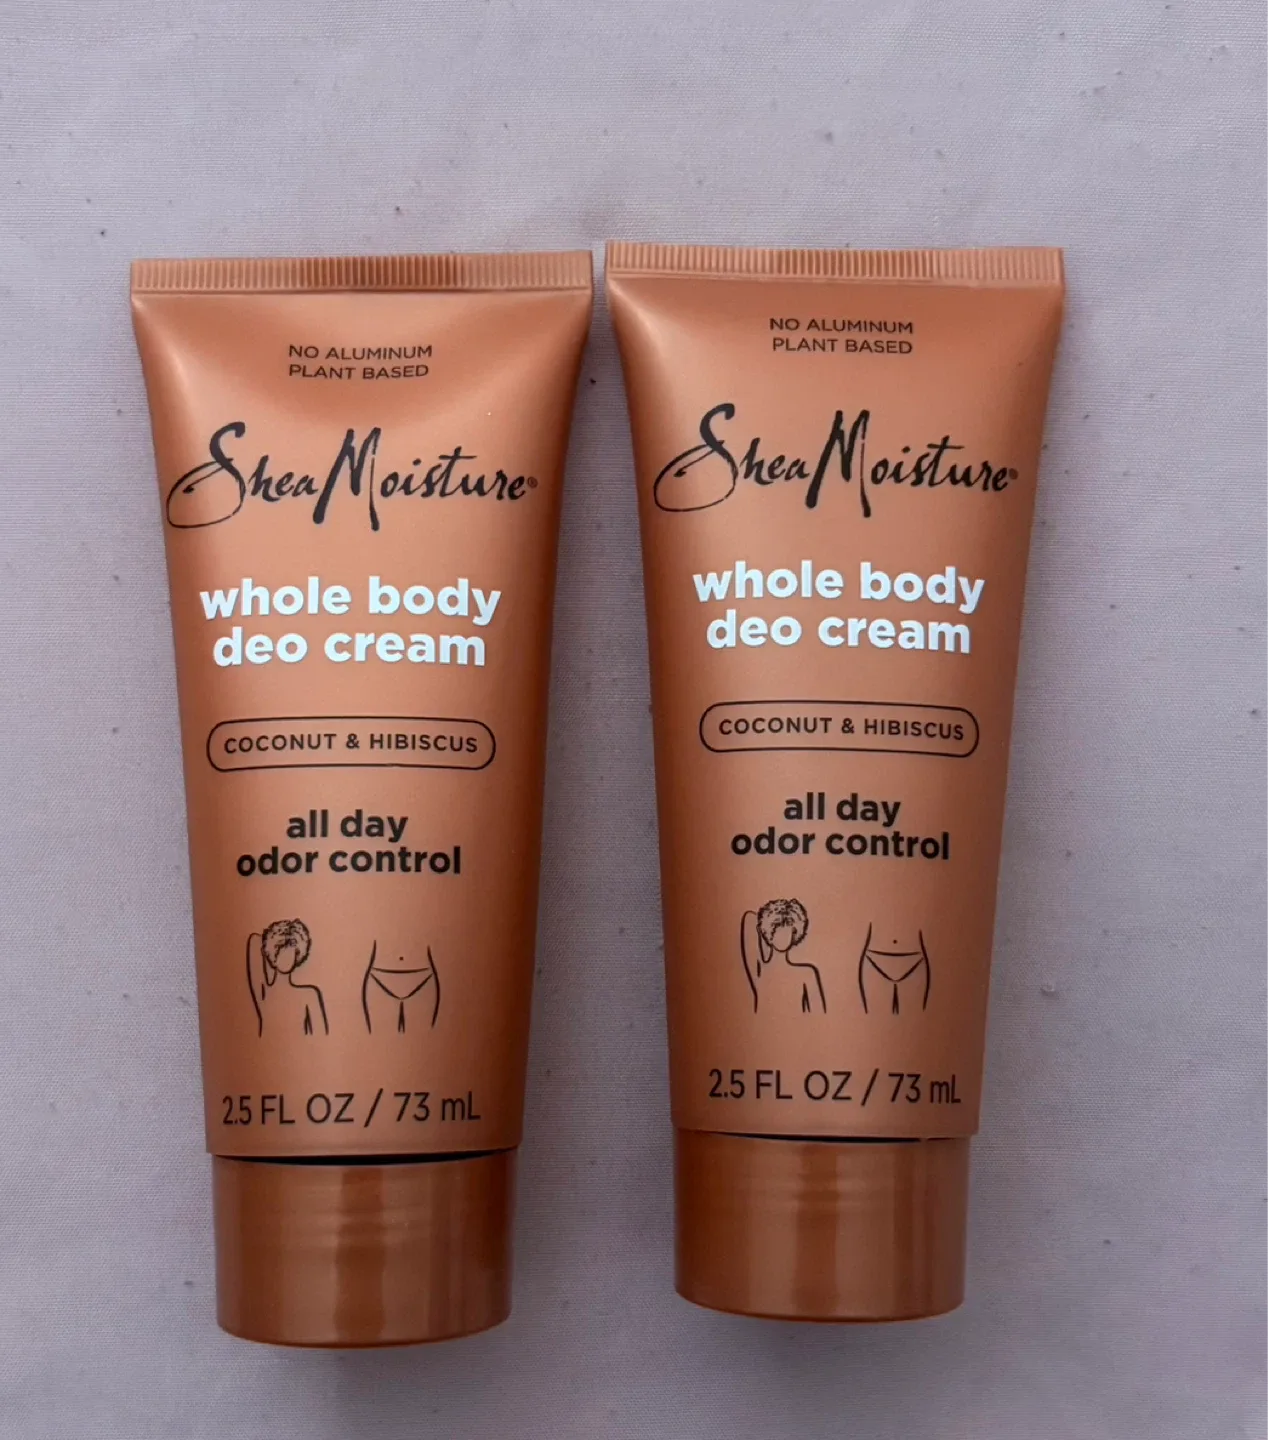 NO ALUMINUM
PLANT BASED
SheaMoisture®
whole body
deo cream
COCONUT & HIBISCUS
all day
odor control
2.5 FL OZ / 73 mL
NO ALUMINUM
PLANT BASED
SheaMoisture®
whole body
deo cream
COCONUT & HIBISCUS
all day
odor control
2.5 FL OZ / 73 mL